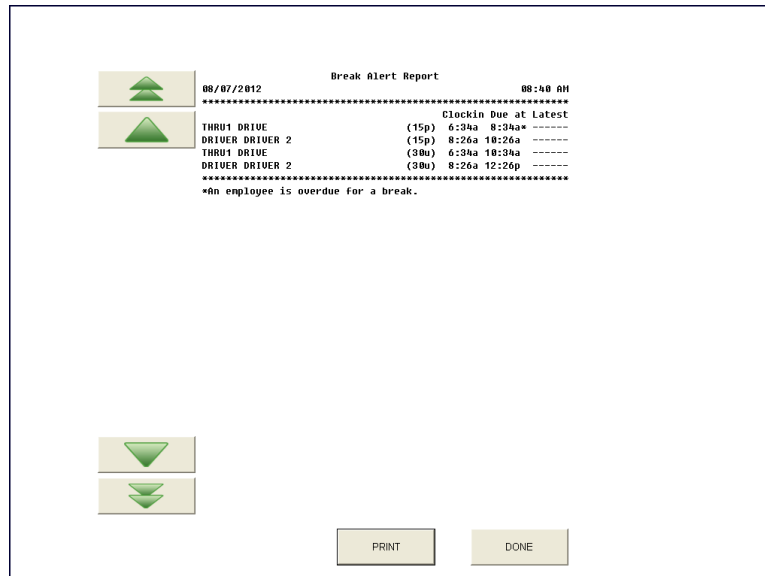 Break Alert Report
08/07/2012 08:40 AM
*************************************************************
Clockin Due at Latest
THRU1 DRIVE (15p) 6:34a 8:34a* ------
DRIVER DRIVER 2 (15p) 8:26a 10:26a ------
THRU1 DRIVE (30u) 6:34a 10:34a ------
DRIVER DRIVER 2 (30u) 8:26a 12:26p ------
*************************************************************
*An employee is overdue for a break.
PRINT DONE